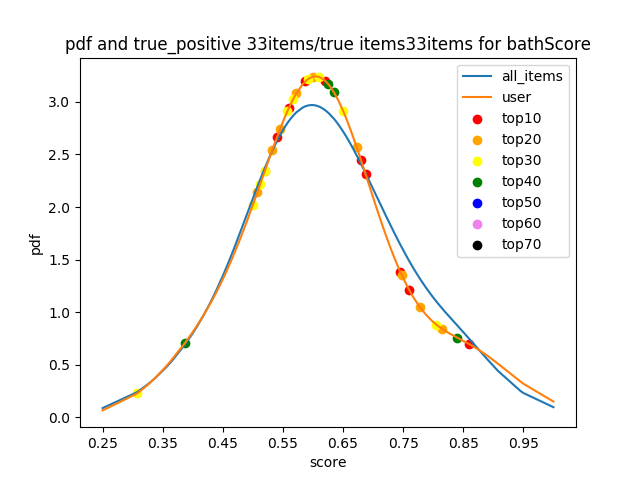 pdf and true_positive 33items/true items33items for bathScore
all_items
user
top10
top20
top30
top40
top50
top60
top70
pdf
3.0
2.5
2.0
1.5
1.0
0.5
0.0
0.25 0.35 0.45 0.55 0.65 0.75 0.85 0.95
score